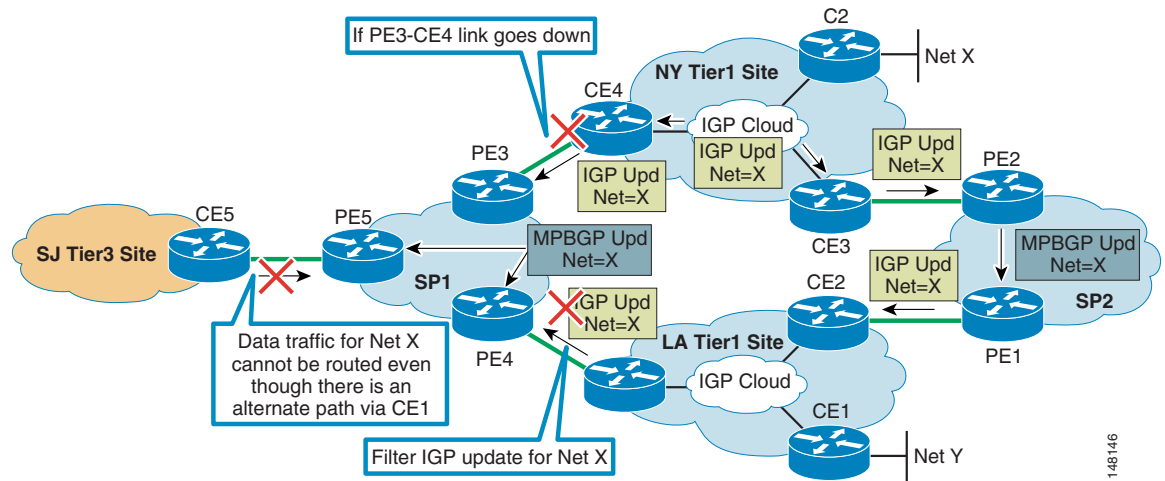 If PE3-CE4 link goes down
C2
Net X
NY Tier1 Site
CE4
IGP Cloud
IGP Upd
Net=X
IGP Upd
Net=X
IGP Upd
Net=X
PE3
PE2
CE3
CE5
PE5
SJ Tier3 Site
SP1
MPBGP Upd
Net=X
MPBGP Upd
Net=X
SP2
IGP Upd
Net=X
CE2
IGP Upd
Net=X
PE4
PE1
LA Tier1 Site
IGP Cloud
Data traffic for Net X
cannot be routed even
though there is an
alternate path via CE1
CE1
Filter IGP update for Net X
Net Y
148146